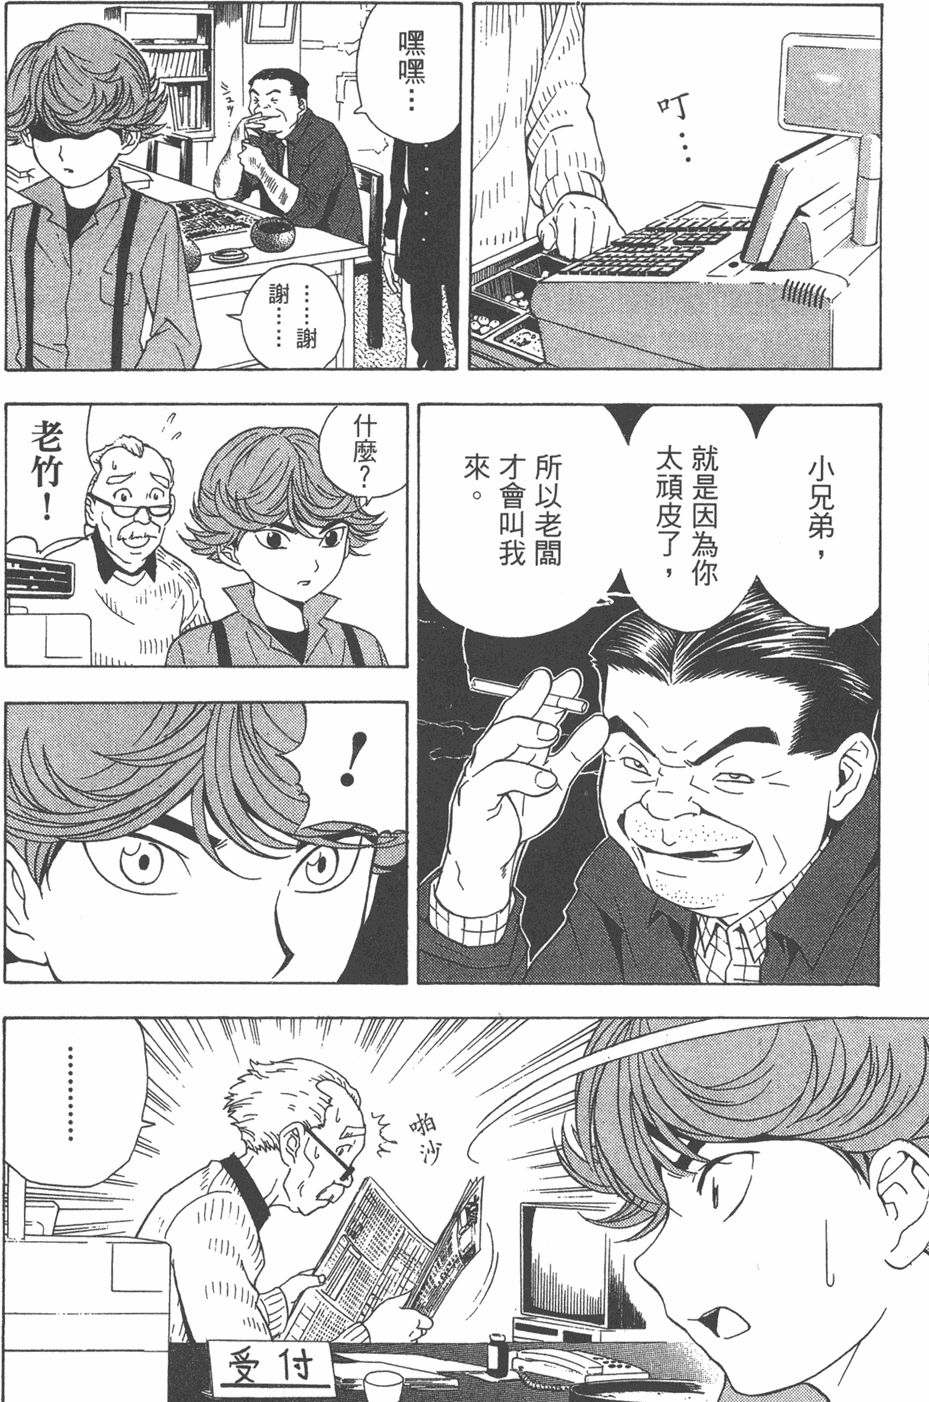 叮…
嘿嘿…
……謝
謝……
小兄弟，
就是因為你
太頑皮了，
所以老闆
才會叫我
來。
什麼？
老竹！
！
啪
沙
………
受付